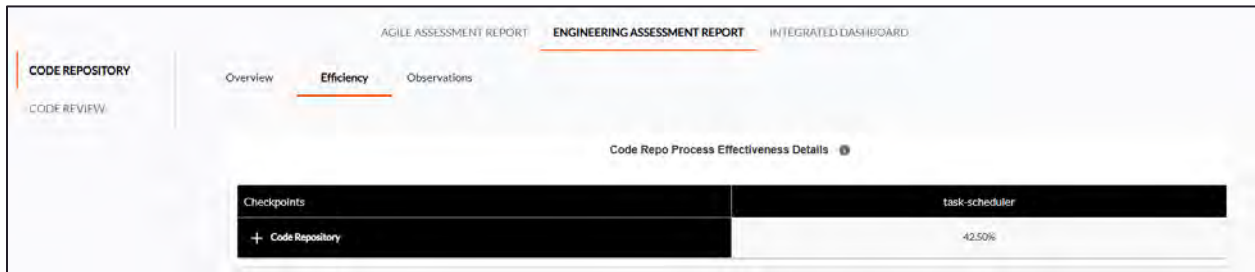 AGILE ASSESSMENT REPORT ENGINEERING ASSESSMENT REPORT INTEGRATED DASHBOARD
CODE REPOSITORY
Overview Efficiency Observations
CODE REVIEW
Code Repo Process Effectiveness Details
Checkpoints task-scheduler
+ Code Repository 42.50%